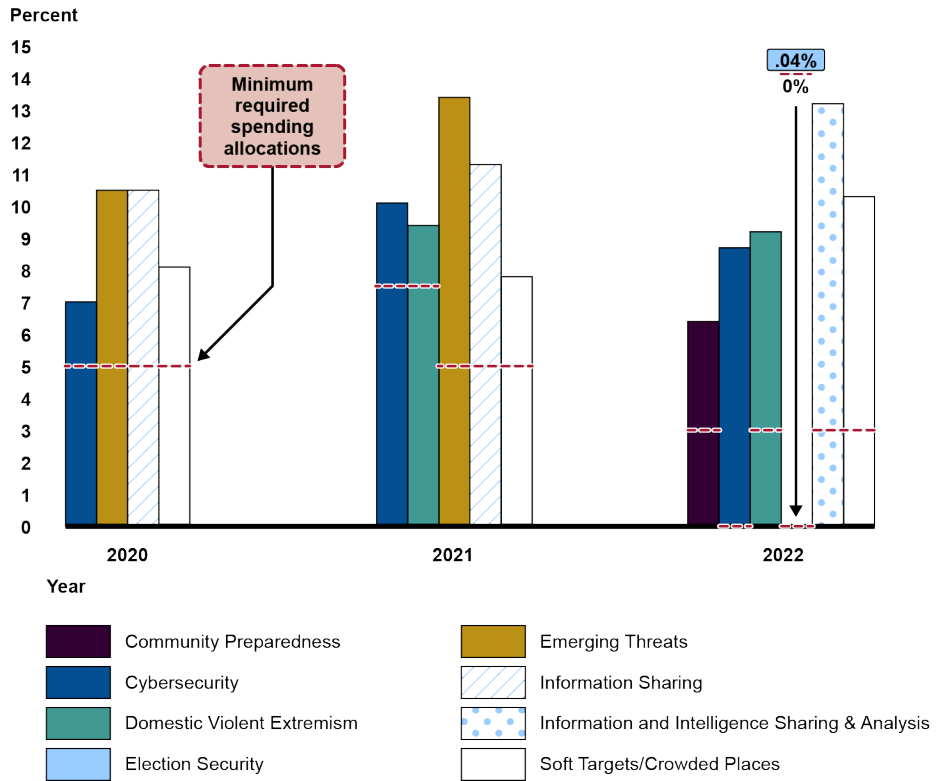 Percent
15
14
13
12
11
10
9
8
7
6
5
4
3
2
1
0
Minimum
required
spending
allocations
.04%
0%
2020 2021 2022
Year
Community Preparedness
Cybersecurity
Domestic Violent Extremism
Election Security
Emerging Threats
Information Sharing
Information and Intelligence Sharing & Analysis
Soft Targets/Crowded Places